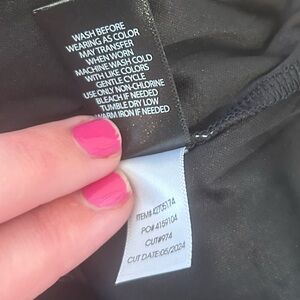 WASH BEFORE
WEARING AS COLOR
MAY TRANSFER
WHEN WORN
MACHINE WASH COLD
WITH LIKE COLORS
GENTLE CYCLE
USE ONLY NON-CHLORINE
BLEACH IF NEEDED
TUMBLE DRY LOW
WARM IRON IF NEEDED
ITEM# 42735174
PO# 4159104
CUT#974
CUT DATE:05/2024